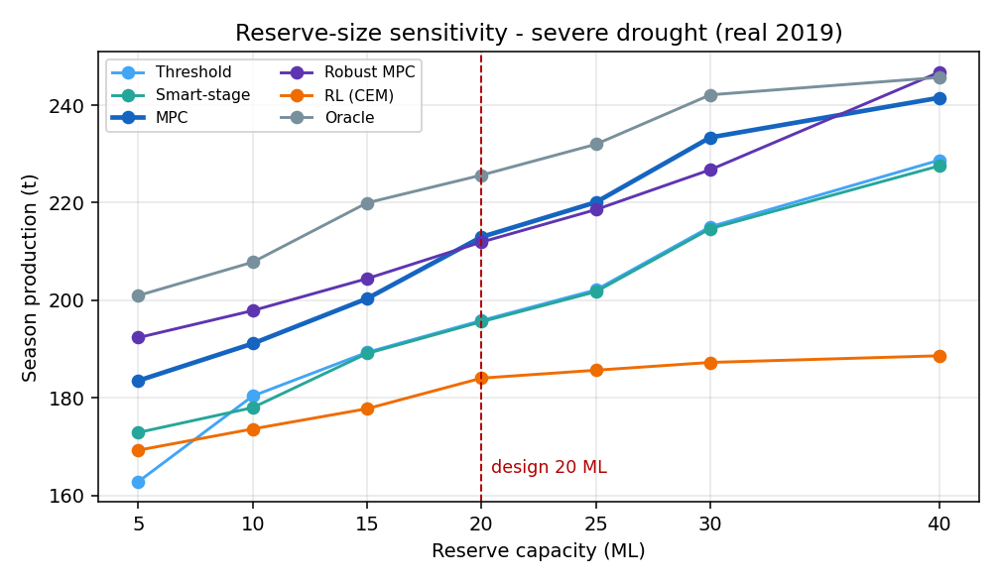 Reserve-size sensitivity - severe drought (real 2019)
Threshold
Smart-stage
MPC
Robust MPC
RL (CEM)
Oracle
Season production (t)
240
220
200
180
160
design 20 ML
5 10 15 20 25 30 40
Reserve capacity (ML)